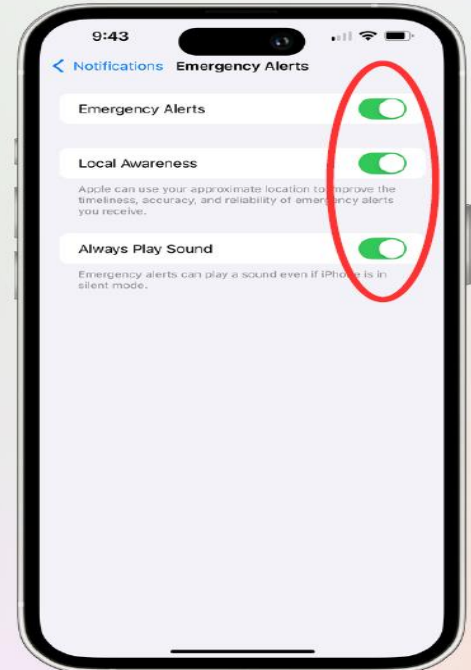 9:43
Notifications Emergency Alerts
Emergency Alerts
Local Awareness
Apple can use your approximate location to improve the
timeliness, accuracy, and reliability of emergency alerts
you receive.
Always Play Sound
Emergency alerts can play a sound even if iPhone is in
silent mode.